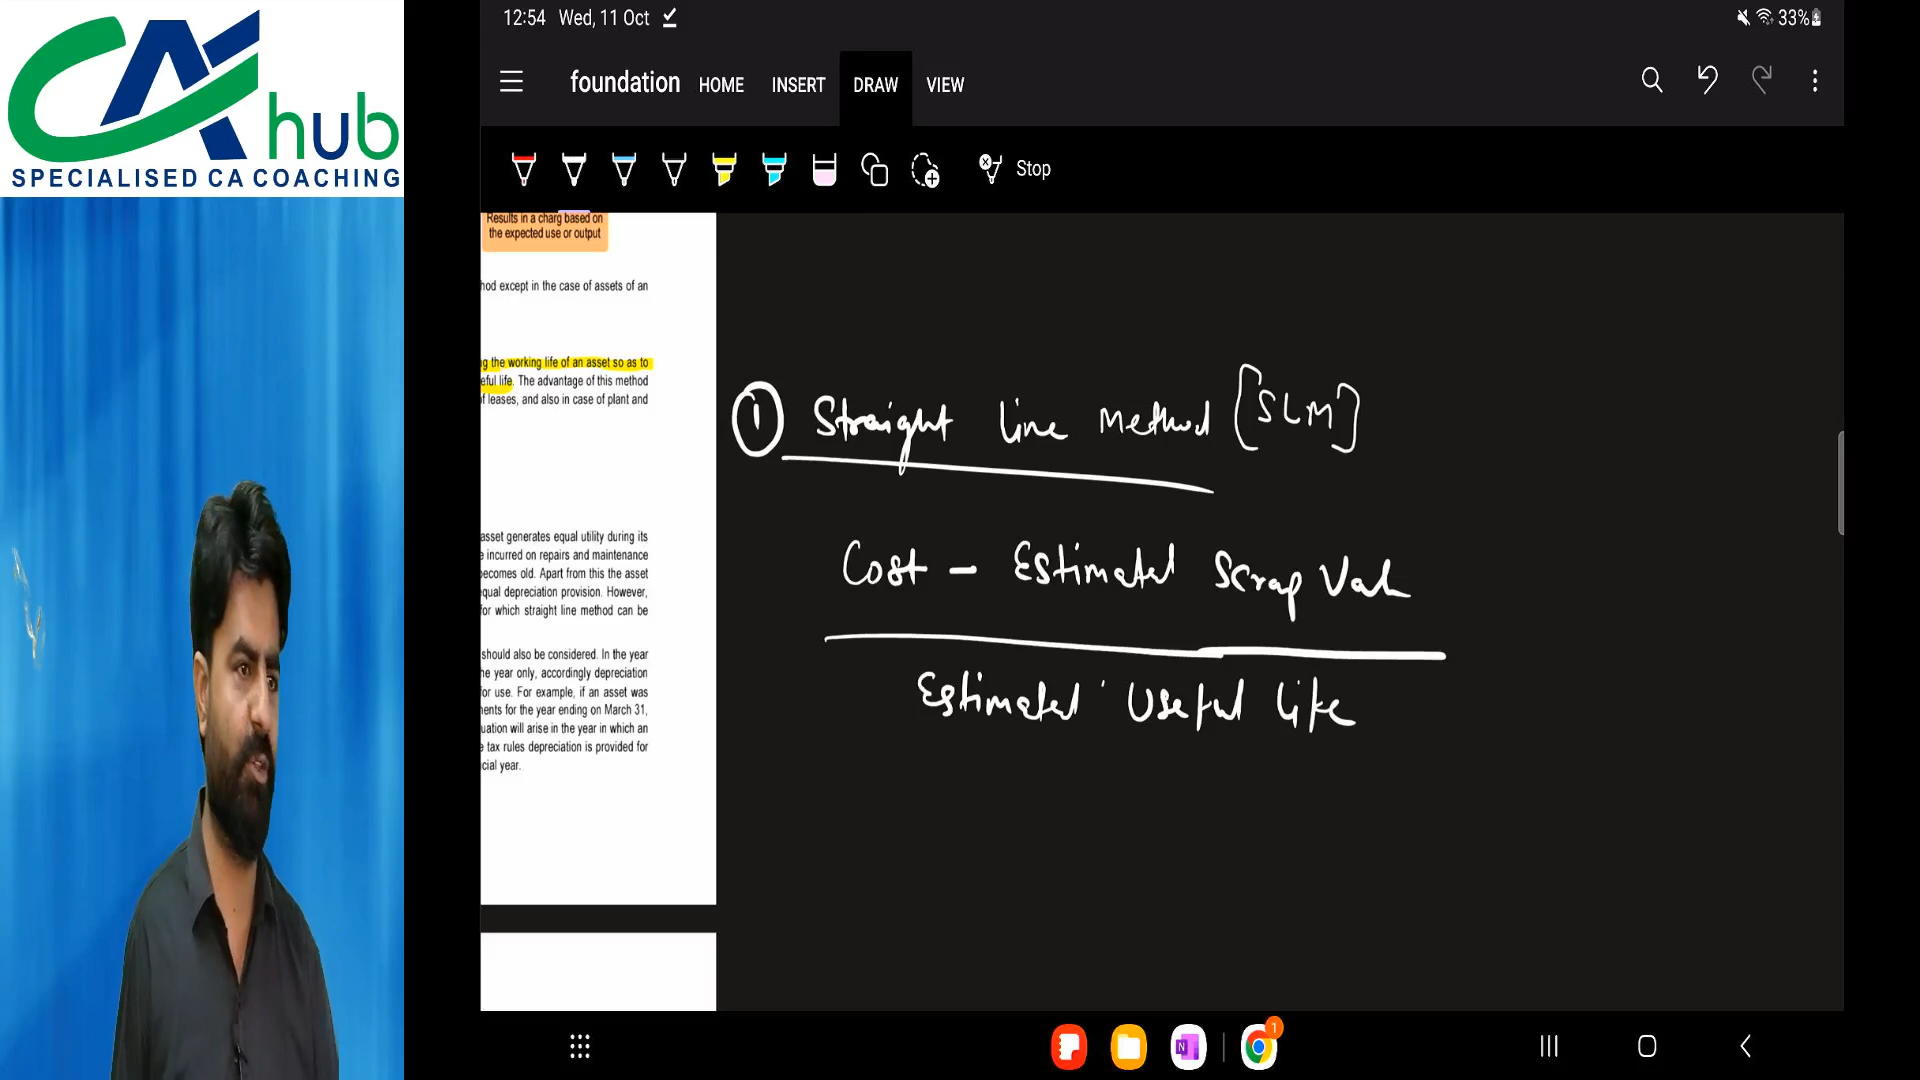 CA hub
SPECIALISED CA COACHING
12:54 Wed, 11 Oct
33%
foundation HOME INSERT DRAW VIEW
Stop
Results in a charg based on
the expected use or output
hod except in the case of assets of an
g the working life of an asset so as to
eful life. The advantage of this method
f leases, and also in case of plant and
asset generates equal utility during its
e incurred on repairs and maintenance
becomes old. Apart from this the asset
equal depreciation provision. However,
for which straight line method can be
should also be considered. In the year
he year only, accordingly depreciation
for use. For example, if an asset was
ments for the year ending on March 31,
uation will arise in the year in which an
e tax rules depreciation is provided for
cial year.
① Straight Line Method [SLM]
Cost - Estimated Scrap Value
Estimated Useful Life
1